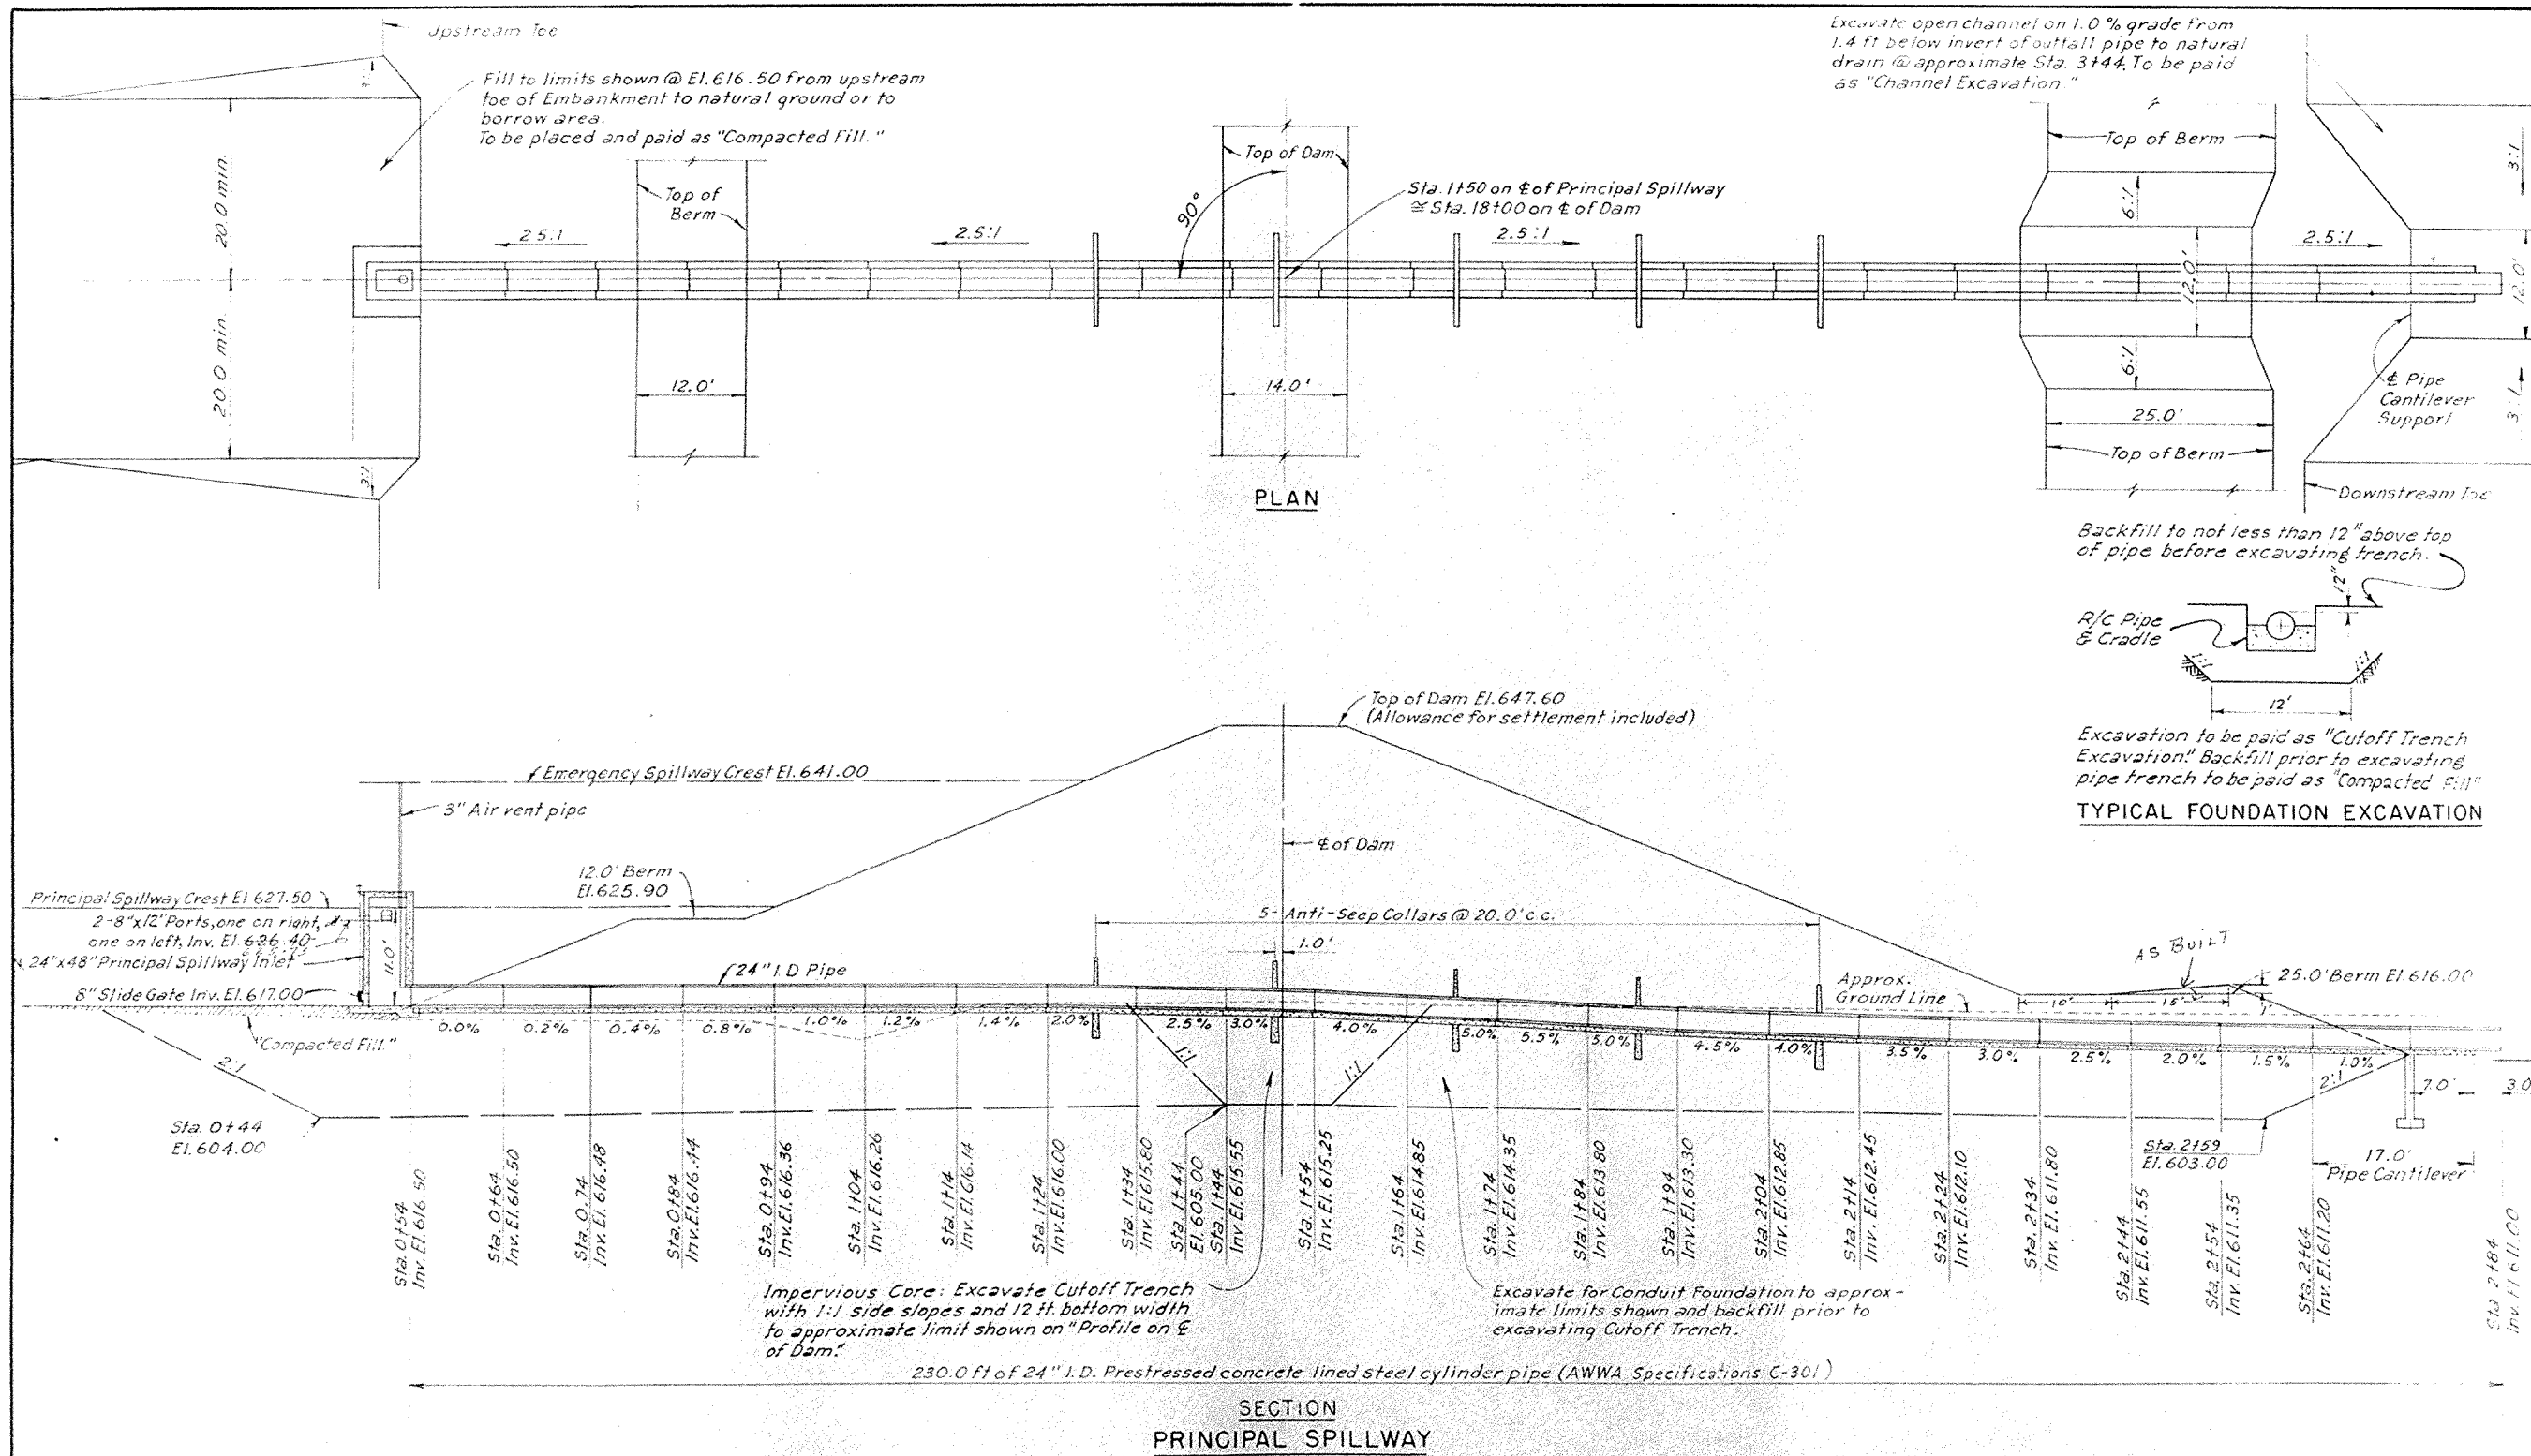 Upstream Toe
Fill to limits shown @ El. 616.50 from upstream
toe of Embankment to natural ground or to
borrow area.
To be placed and paid as "Compacted Fill."
Excavate open channel on 1.0 % grade from
1.4 ft below invert of outfall pipe to natural
drain @ approximate Sta. 3+44. To be paid
as "Channel Excavation."
20.0 min.
20.0 min.
3:1
Top of
Berm
2.5:1
12.0'
2.5:1
90°
Top of Dam
14.0'
Sta. 1+50 on ℄ of Principal Spillway
≅ Sta. 18+00 on ℄ of Dam
2.5:1
Top of Berm
6:1
12.0'
6:1
25.0'
Top of Berm
2.5:1
3:1
12.0'
3:1
℄ Pipe
Cantilever
Support
Downstream Toe
PLAN
Backfill to not less than 12" above top
of pipe before excavating trench.
12"
R/C Pipe
& Cradle
12'
Excavation to be paid as "Cutoff Trench
Excavation." Backfill prior to excavating
pipe trench to be paid as "Compacted Fill"
TYPICAL FOUNDATION EXCAVATION
Top of Dam El. 647.60
(Allowance for settlement included)
Emergency Spillway Crest El. 641.00
3" Air vent pipe
℄ of Dam
12.0' Berm
El. 625.90
Principal Spillway Crest El 627.50
2-8"x12" Ports, one on right,
one on left, Inv. El. 626.40
24"x48" Principal Spillway Inlet
8" Slide Gate Inv. El. 617.00
11.0'
24" I.D Pipe
5- Anti-Seep Collars @ 20.0' c.c.
1.0'
Approx.
Ground Line
AS BUILT
25.0' Berm El. 616.00
10'
15'
"Compacted Fill"
2:1
0.0%
0.2%
0.4%
0.8%
1.0%
1.2%
1.4%
2.0%
2.5%
3.0%
4.0%
5.0%
5.5%
5.0%
4.5%
4.0%
3.5%
3.0%
2.5%
2.0%
1.5%
1.0%
1:1
1:1
2:1
7.0'
3.0
17.0'
Pipe Cantilever
Sta. 0+44
El. 604.00
Sta. 2+59
El. 603.00
Sta. 0+54
Inv. El. 616.50
Sta. 0+64
Inv. El. 616.50
Sta. 0.74
Inv. El. 616.48
Sta. 0+84
Inv. El. 616.44
Sta. 0+94
Inv. El. 616.36
Sta. 1+04
Inv. El. 616.26
Sta. 1+14
Inv. El. 616.14
Sta. 1+24
Inv. El. 616.00
Sta. 1+34
Inv. El. 615.80
Sta. 1+44
El. 605.00
Sta. 1+44
Inv. El. 615.55
Sta. 1+54
Inv. El. 615.25
Sta. 1+64
Inv. El. 614.85
Sta. 1+74
Inv. El. 614.35
Sta. 1+84
Inv. El. 613.80
Sta. 1+94
Inv. El. 613.30
Sta. 2+04
Inv. El. 612.85
Sta. 2+14
Inv. El. 612.45
Sta. 2+24
Inv. El. 612.10
Sta. 2+34
Inv. El. 611.80
Sta. 2+44
Inv. El. 611.55
Sta. 2+54
Inv. El. 611.35
Sta. 2+64
Inv. El. 611.20
Sta. 2+84
Inv. El 611.00
Impervious Core: Excavate Cutoff Trench
with 1:1 side slopes and 12 ft. bottom width
to approximate limit shown on "Profile on ℄
of Dam."
Excavate for Conduit Foundation to approx-
imate limits shown and backfill prior to
excavating Cutoff Trench.
230.0 ft of 24" I.D. Prestressed concrete lined steel cylinder pipe (AWWA Specifications C-301)
SECTION
PRINCIPAL SPILLWAY